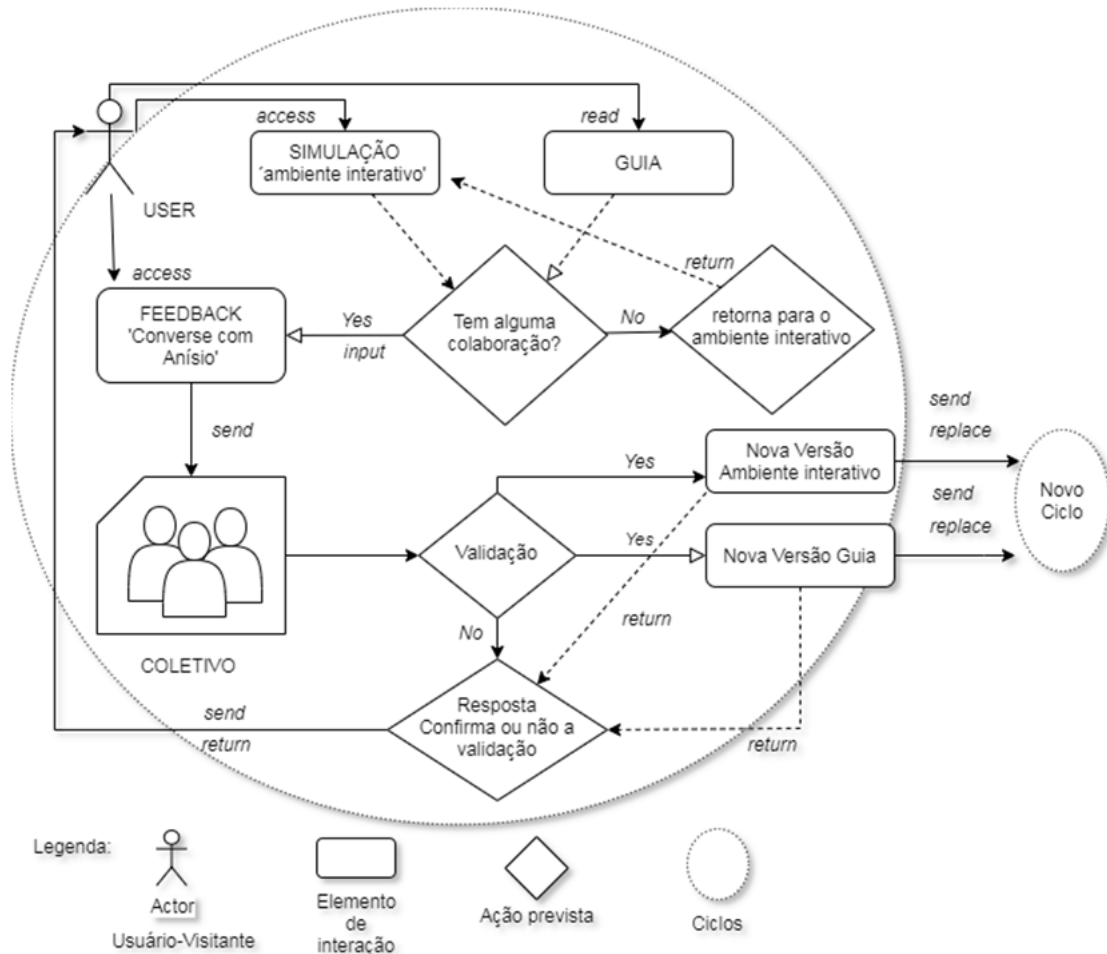 access
read
SIMULAÇÃO
´ambiente interativo'
GUIA
USER
return
access
FEEDBACK
'Converse com
Anísio'
Yes
input
Tem alguma
colaboração?
No
retorna para o
ambiente interativo
send
send
replace
Yes
Nova Versão
Ambiente interativo
Novo
Ciclo
send
replace
Validação
Yes
Nova Versão Guia
return
No
COLETIVO
Resposta
Confirma ou não a
validação
send
return
return
Legenda:
Actor
Usuário-Visitante
Elemento
de
interação
Ação prevista
Ciclos